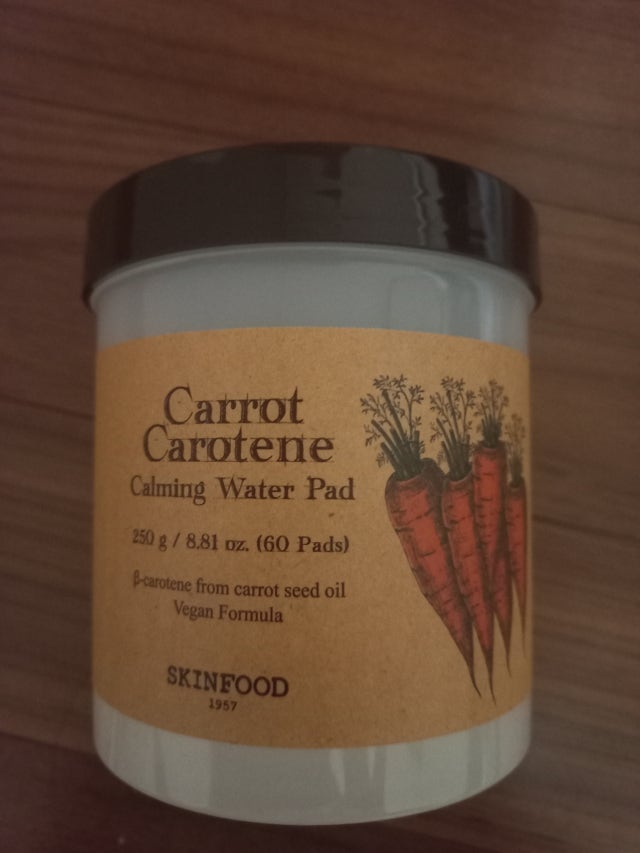 Carrot
Carotene
Calming Water Pad
250 g / 8.81 oz. (60 Pads)
β-carotene from carrot seed oil
Vegan Formula
SKINFOOD
1957